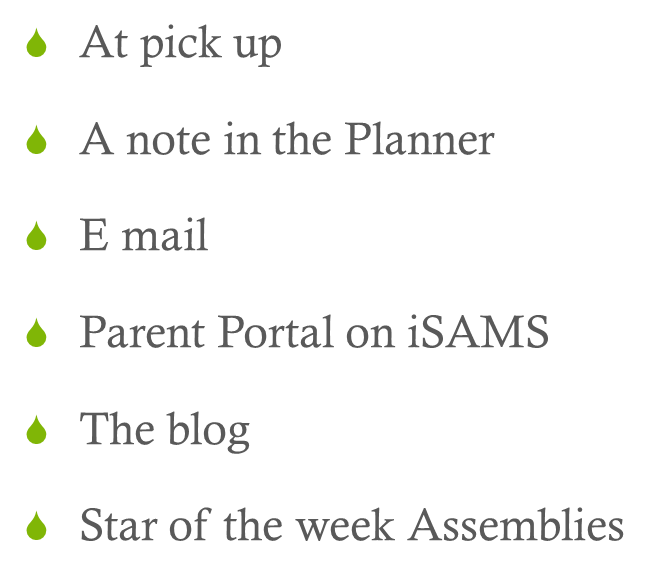 At pick up
A note in the Planner
E mail
Parent Portal on iSAMS
The blog
Star of the week Assemblies